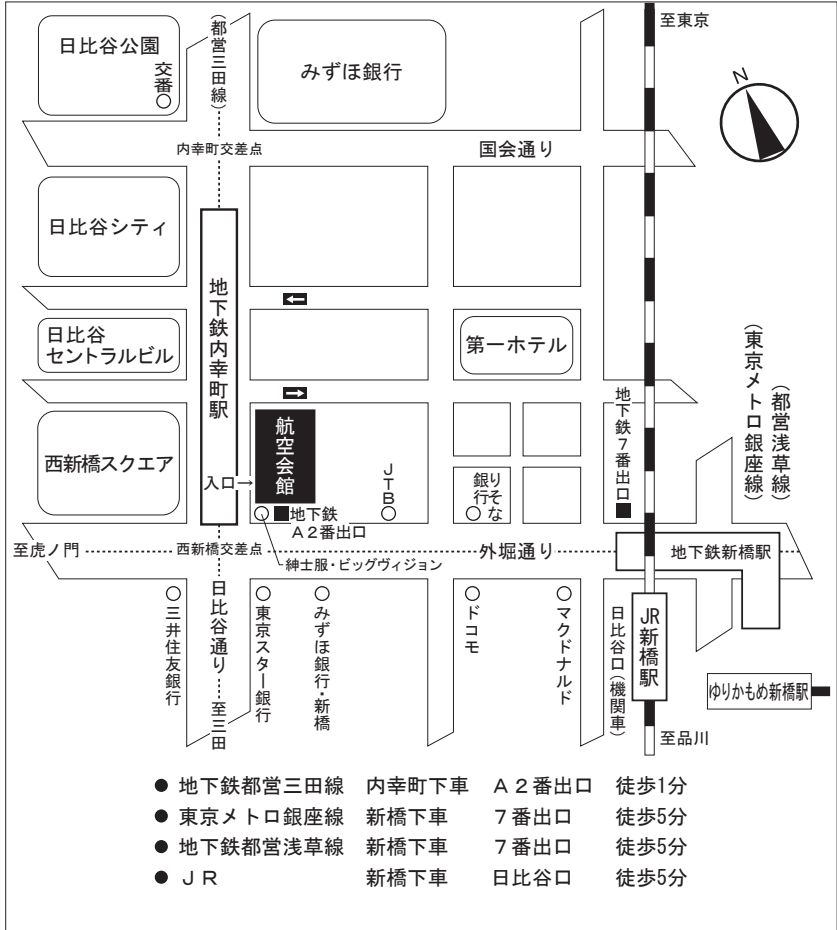 至東京
日比谷公園
交番
(都営三田線)
みずほ銀行
N
内幸町交差点
国会通り
日比谷シティ
地下鉄内幸町駅
←
日比谷
セントラルビル
第一ホテル
(東京メトロ銀座線)
(都営浅草線)
→
地下鉄7番出口
西新橋スクエア
航空会館
入口→
JTB
りそな
銀行
地下鉄
A2番出口
至虎ノ門
西新橋交差点
外堀通り
地下鉄新橋駅
紳士服・ビッグヴィジョン
三井住友銀行
日比谷通り
至三田
東京スター銀行
みずほ銀行・新橋
ドコモ
マクドナルド
日比谷口(機関車)
JR新橋駅
ゆりかもめ新橋駅
至品川
● 地下鉄都営三田線 内幸町下車 A2番出口 徒歩1分
● 東京メトロ銀座線 新橋下車 7番出口 徒歩5分
● 地下鉄都営浅草線 新橋下車 7番出口 徒歩5分
● JR 新橋下車 日比谷口 徒歩5分